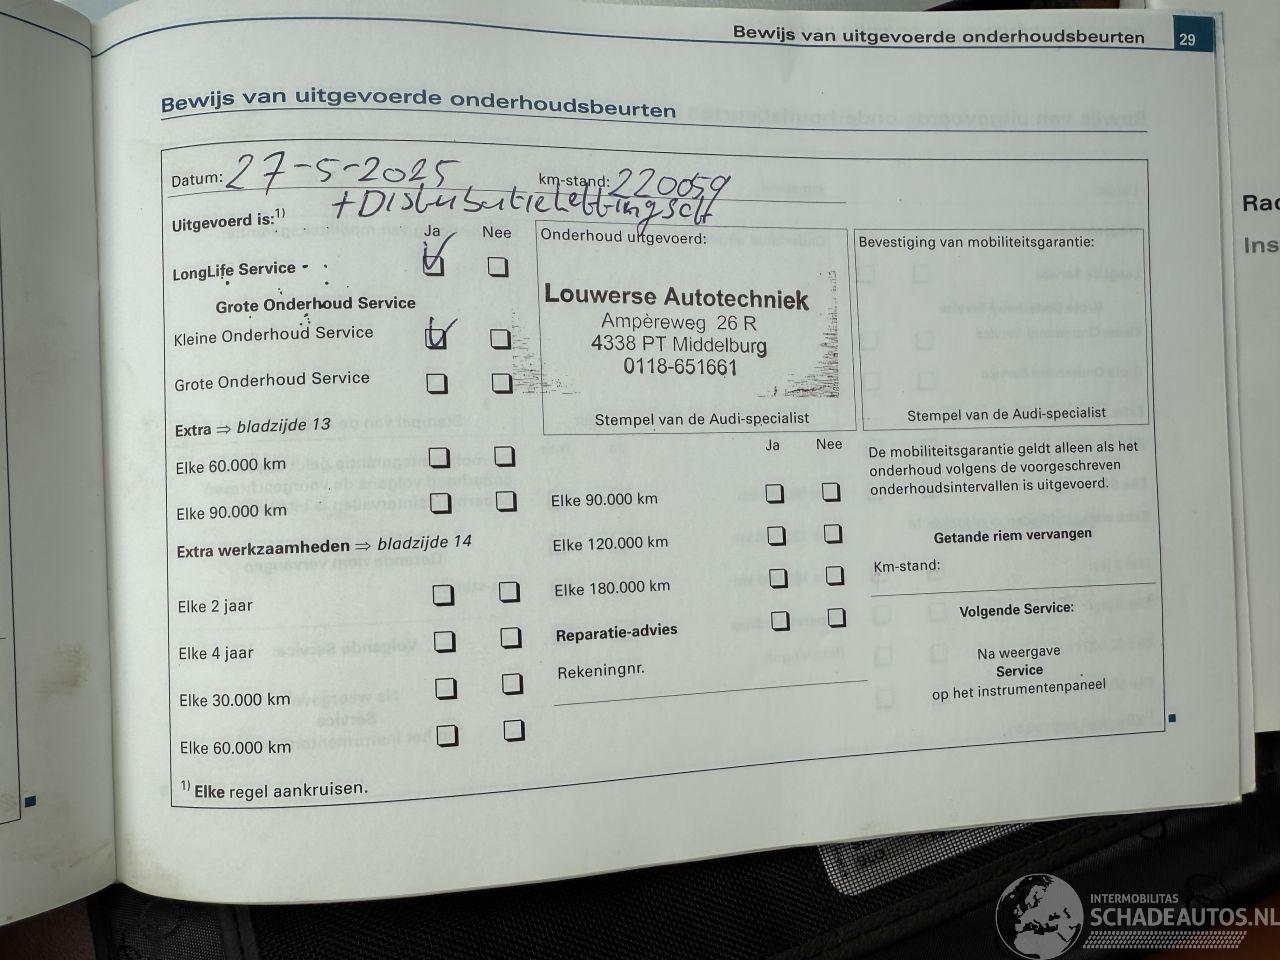 Bewijs van uitgevoerde onderhoudsbeurten 29
Bewijs van uitgevoerde onderhoudsbeurten
Datum: 27-5-2025 km-stand: 220059
+Distributieketting
Uitgevoerd is:1)
Ja Nee
LongLife Service
Grote Onderhoud Service
Kleine Onderhoud Service
Grote Onderhoud Service
Extra ⇒ bladzijde 13
Elke 60.000 km
Elke 90.000 km
Extra werkzaamheden ⇒ bladzijde 14
Elke 2 jaar
Elke 4 jaar
Elke 30.000 km
Elke 60.000 km
1) Elke regel aankruisen.
Onderhoud uitgevoerd:
Louwerse Autotechniek
Ampèreweg 26 R
4338 PT Middelburg
0118-651661
Stempel van de Audi-specialist
Ja Nee
Elke 90.000 km
Elke 120.000 km
Elke 180.000 km
Reparatie-advies
Rekeningnr.
Bevestiging van mobiliteitsgarantie:
Stempel van de Audi-specialist
De mobiliteitsgarantie geldt alleen als het
onderhoud volgens de voorgeschreven
onderhoudsintervallen is uitgevoerd.
Getande riem vervangen
Km-stand:
Volgende Service:
Na weergave
Service
op het instrumentenpaneel
INTERMOBILITAS
SCHADEAUTOS.NL